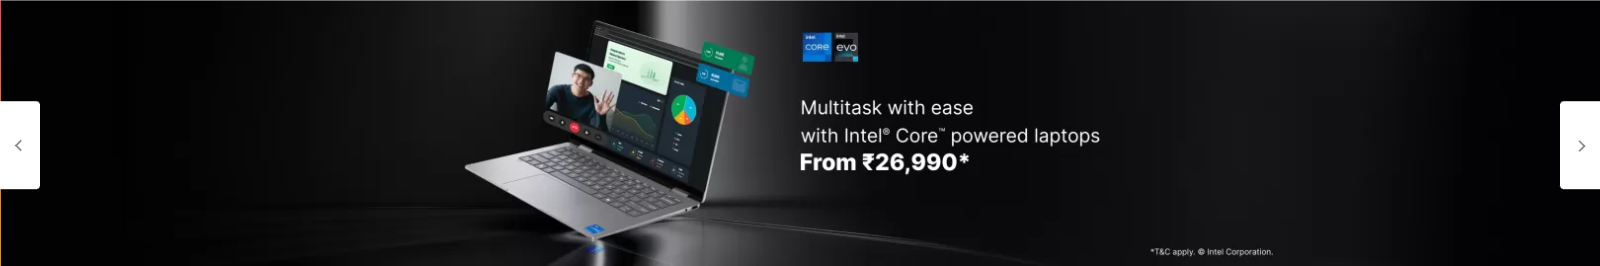 intel
CORE
intel
evo
Multitask with ease
with Intel® Core™ powered laptops
From ₹26,990*
*T&C apply. © Intel Corporation.